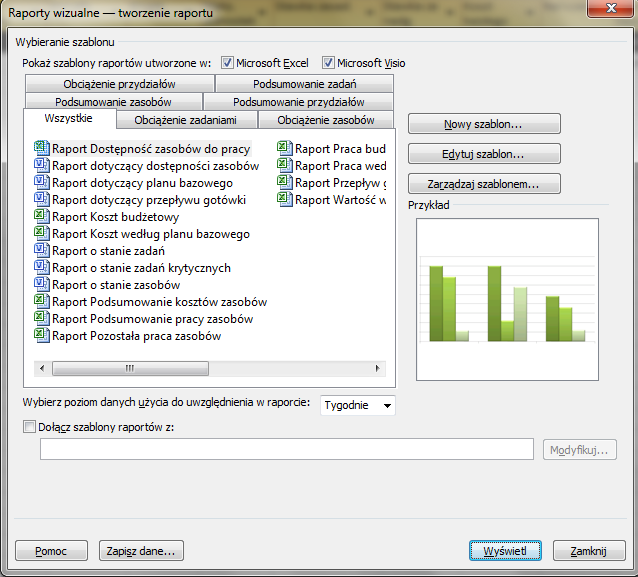 Raporty wizualne — tworzenie raportu
Wybieranie szablonu
Pokaż szablony raportów utworzone w: Microsoft Excel Microsoft Visio
Obciążenie przydziałów Podsumowanie zadań
Podsumowanie zasobów Podsumowanie przydziałów
Wszystkie Obciążenie zadaniami Obciążenie zasobów
Raport Dostępność zasobów do pracy
Raport dotyczący dostępności zasobów
Raport dotyczący planu bazowego
Raport dotyczący przepływu gotówki
Raport Koszt budżetowy
Raport Koszt według planu bazowego
Raport o stanie zadań
Raport o stanie zadań krytycznych
Raport o stanie zasobów
Raport Podsumowanie kosztów zasobów
Raport Podsumowanie pracy zasobów
Raport Pozostała praca zasobów
Raport Praca bud
Raport Praca wed
Raport Przepływ g
Raport Wartość w
Nowy szablon...
Edytuj szablon...
Zarządzaj szablonem...
Przykład
Wybierz poziom danych użycia do uwzględnienia w raporcie: Tygodnie
Dołącz szablony raportów z:
Modyfikuj...
Pomoc Zapisz dane... Wyświetl Zamknij